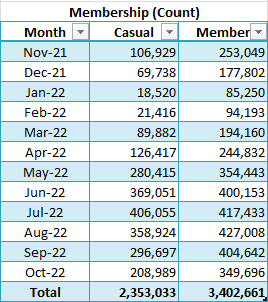 Membership (Count)
Month Casual Member
Nov-21 106,929 253,049
Dec-21 69,738 177,802
Jan-22 18,520 85,250
Feb-22 21,416 94,193
Mar-22 89,882 194,160
Apr-22 126,417 244,832
May-22 280,415 354,443
Jun-22 369,051 400,153
Jul-22 406,055 417,433
Aug-22 358,924 427,008
Sep-22 296,697 404,642
Oct-22 208,989 349,696
Total 2,353,033 3,402,661